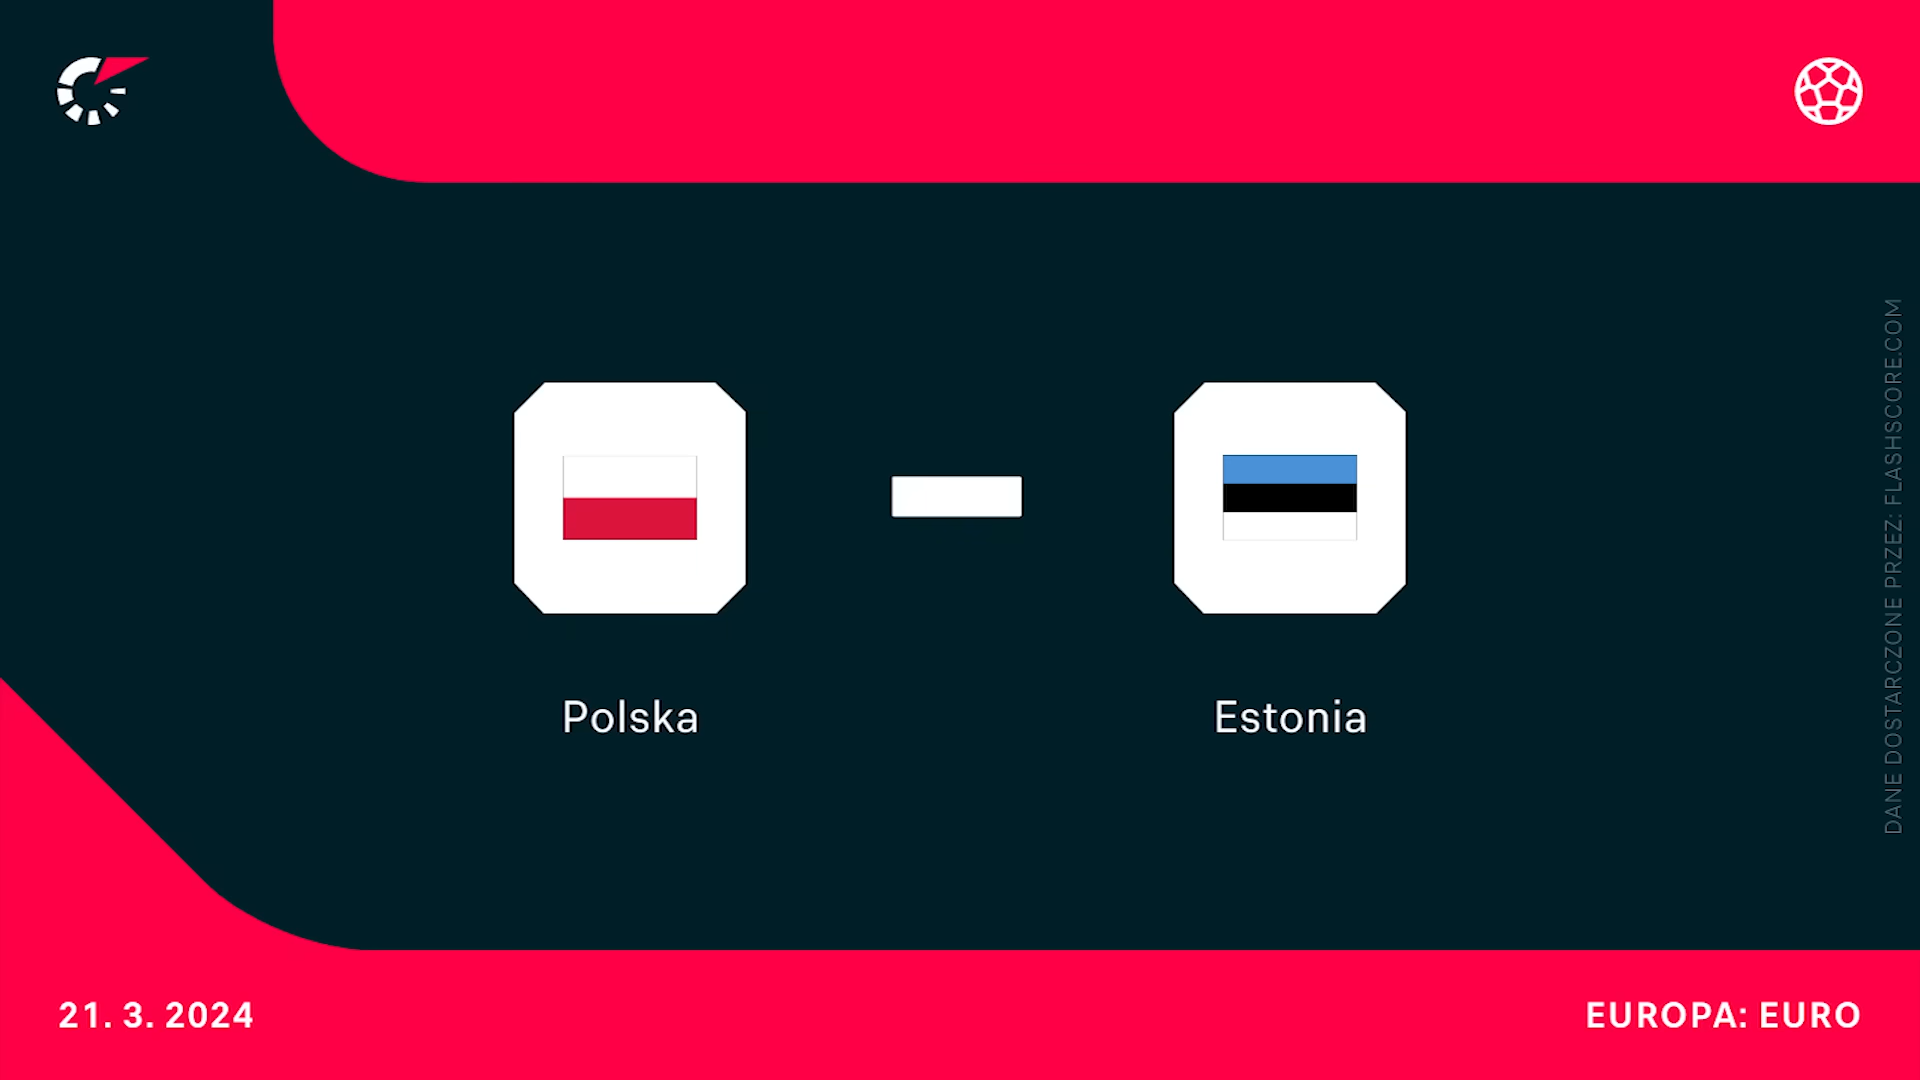 Polska
Estonia
DANE DOSTARCZONE PRZEZ: FLASHSCORE.COM
21. 3. 2024
EUROPA: EURO